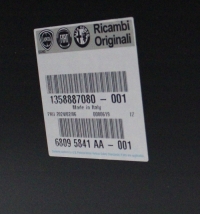 Ricambi
Originali
1358887080 - 001
Made in Italy
6809 5841 AA - 001